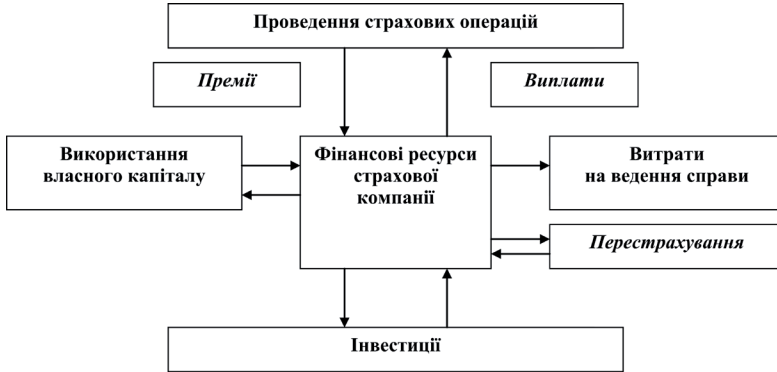 Проведення страхових операцій
Премії
Виплати
Використання
власного капіталу
Фінансові ресурси
страхової
компанії
Витрати
на ведення справи
Перестрахування
Інвестиції